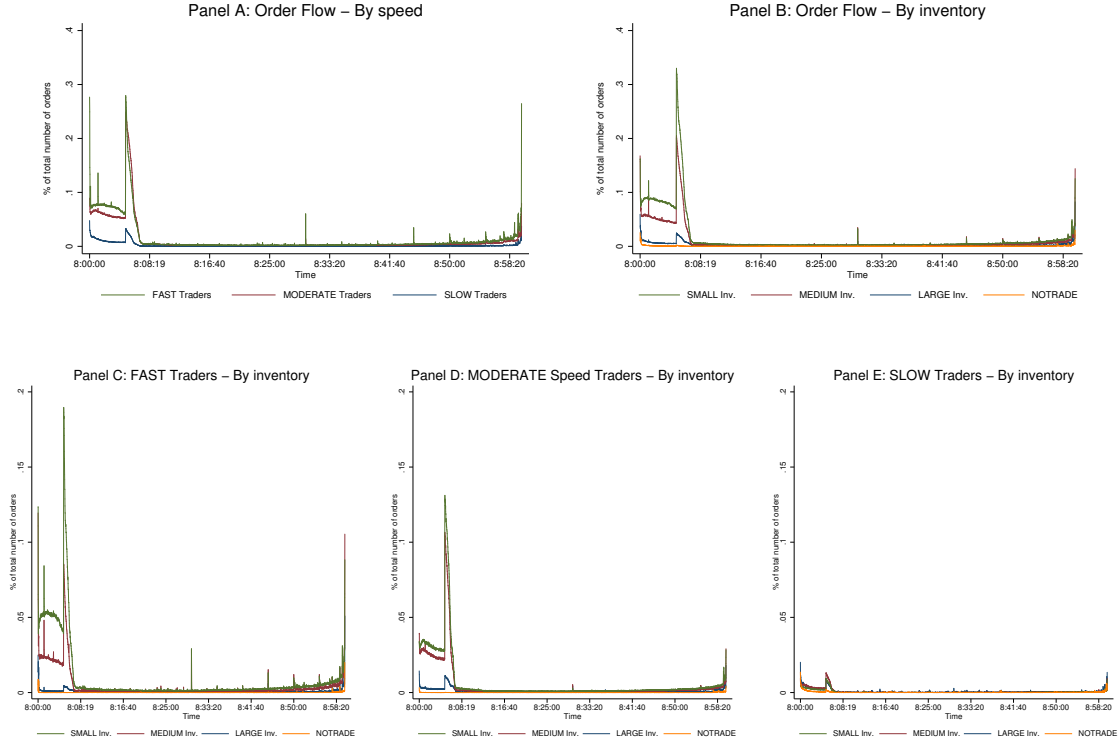 Panel A: Order Flow − By speed
% of total number of orders
.4
.3
.2
.1
0
8:00:00 8:08:19 8:16:40 8:25:00 8:33:20 8:41:40 8:50:00 8:58:20
Time
FAST Traders MODERATE Traders SLOW Traders
Panel B: Order Flow − By inventory
% of total number of orders
.4
.3
.2
.1
0
8:00:00 8:08:19 8:16:40 8:25:00 8:33:20 8:41:40 8:50:00 8:58:20
Time
SMALL Inv. MEDIUM Inv. LARGE Inv. NOTRADE
Panel C: FAST Traders − By inventory
% of total number of orders
.2
.15
.1
.05
0
8:00:00 8:08:19 8:16:40 8:25:00 8:33:20 8:41:40 8:50:00 8:58:20
Time
SMALL Inv. MEDIUM Inv. LARGE Inv. NOTRADE
Panel D: MODERATE Speed Traders − By inventory
% of total number of orders
.2
.15
.1
.05
0
8:00:00 8:08:19 8:16:40 8:25:00 8:33:20 8:41:40 8:50:00 8:58:20
Time
SMALL Inv. MEDIUM Inv. LARGE Inv. NOTRADE
Panel E: SLOW Traders − By inventory
% of total number of orders
.2
.15
.1
.05
0
8:00:00 8:08:19 8:16:40 8:25:00 8:33:20 8:41:40 8:50:00 8:58:20
Time
SMALL Inv. MEDIUM Inv. LARGE Inv. NOTRADE